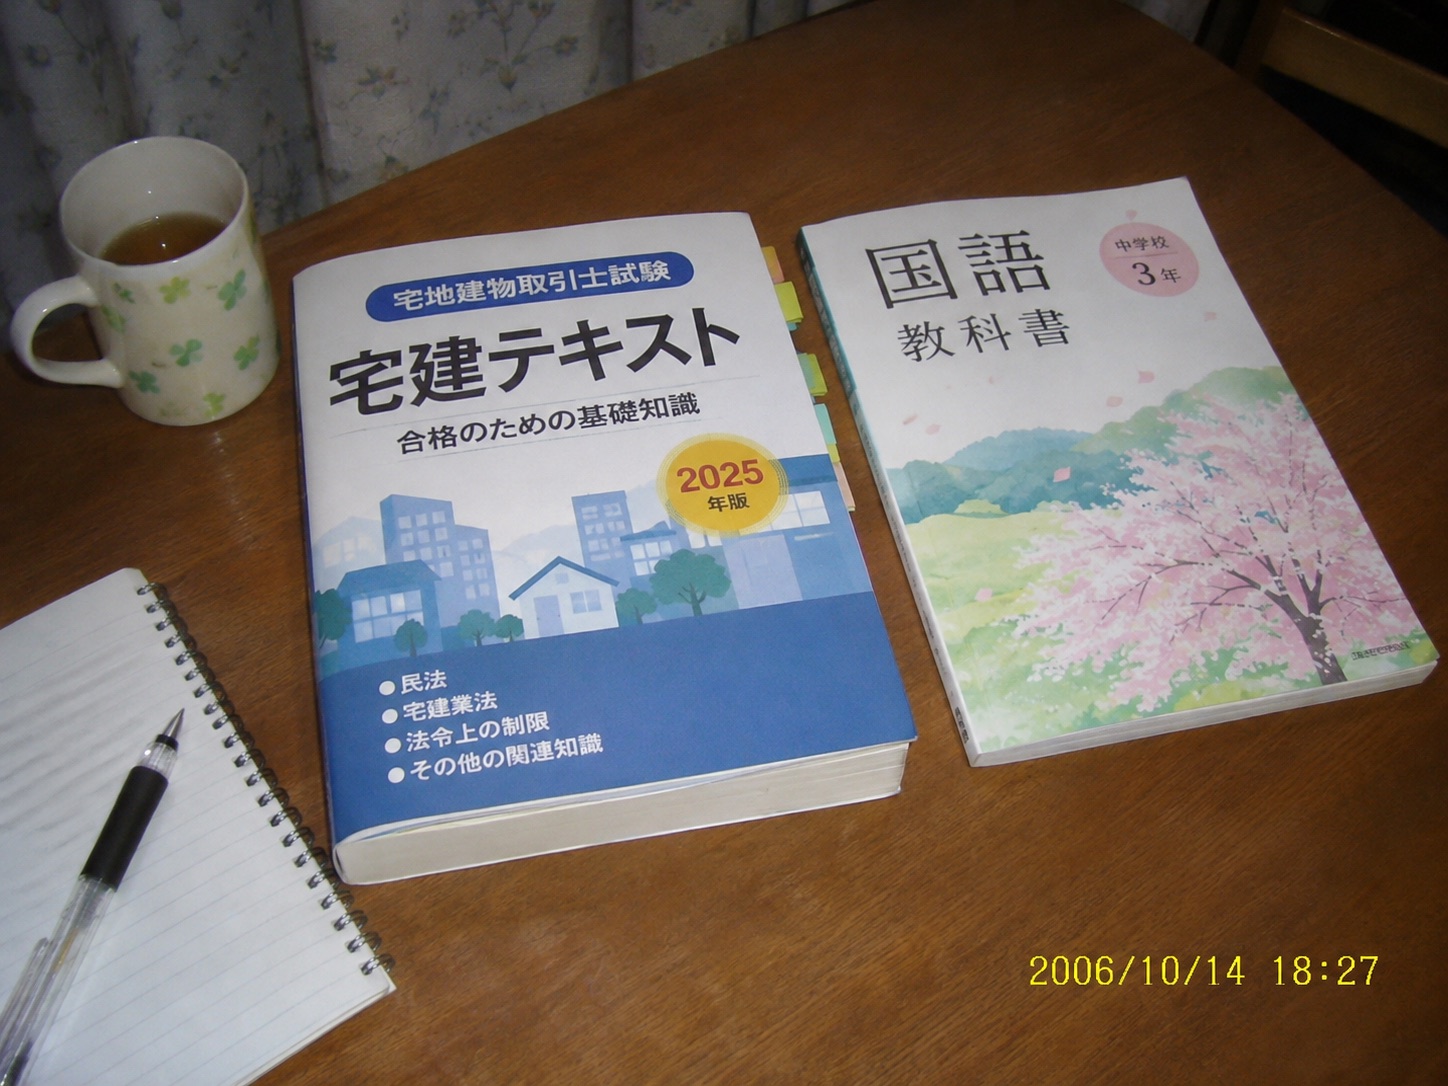 宅地建物取引士試験
宅建テキスト
合格のための基礎知識
2025
年版
●民法
●宅建業法
●法令上の制限
●その他の関連知識
国語
教科書
中学校
3年
2006/10/14 18:27